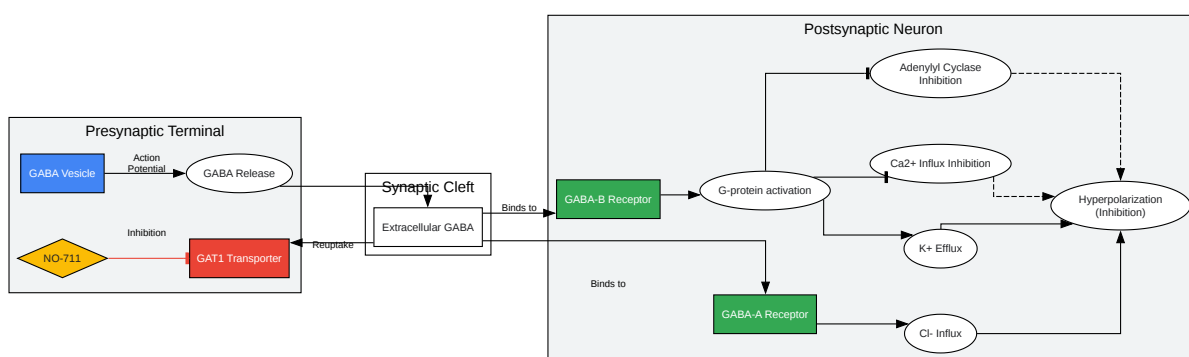 Postsynaptic Neuron
Adenylyl Cyclase
Inhibition
Presynaptic Terminal
GABA Vesicle
Action
Potential
GABA Release
Synaptic Cleft
Extracellular GABA
Binds to
GABA-B Receptor
G-protein activation
Ca2+ Influx Inhibition
Hyperpolarization
(Inhibition)
K+ Efflux
Inhibition
NO-711
GAT1 Transporter
Reuptake
Binds to
GABA-A Receptor
Cl- Influx